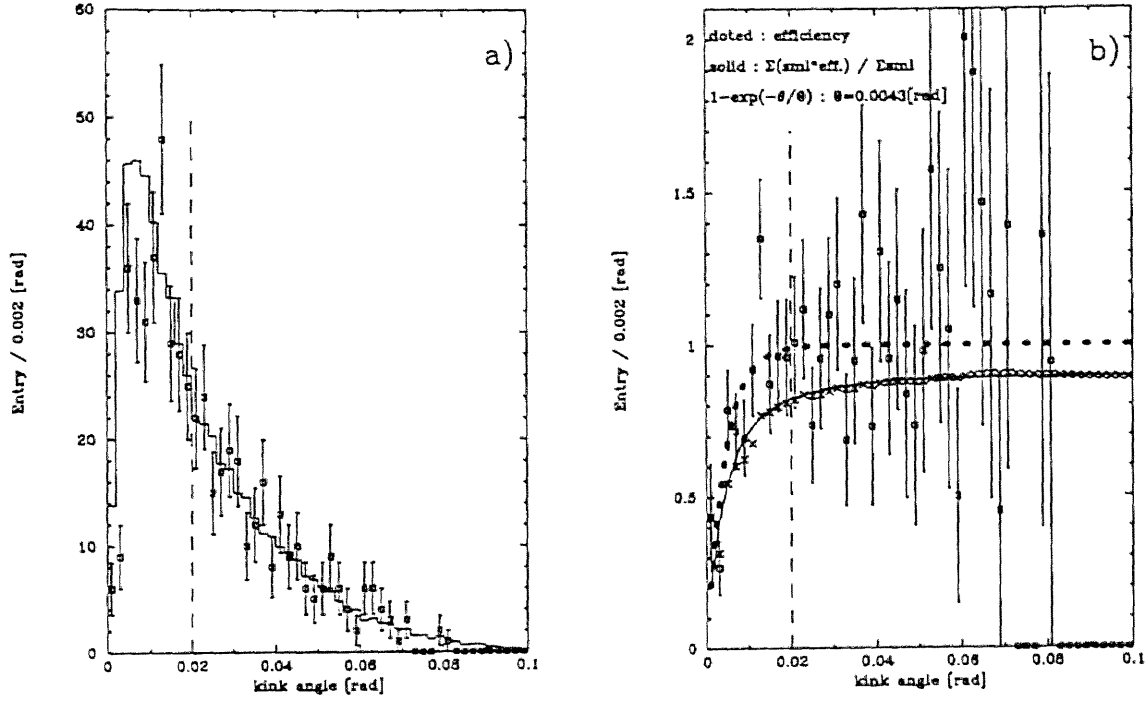 a)
60
50
40
30
20
10
0
Entry / 0.002 [rad]
0 0.02 0.04 0.06 0.08 0.1
kink angle [rad]
b)
doted : efficiency
solid : Σ(sml*eff.) / Σsml
1-exp(-θ/θ) : θ=0.0043[rad]
2
1.5
1
0.5
0
Entry / 0.002 [rad]
0 0.02 0.04 0.06 0.08 0.1
kink angle [rad]